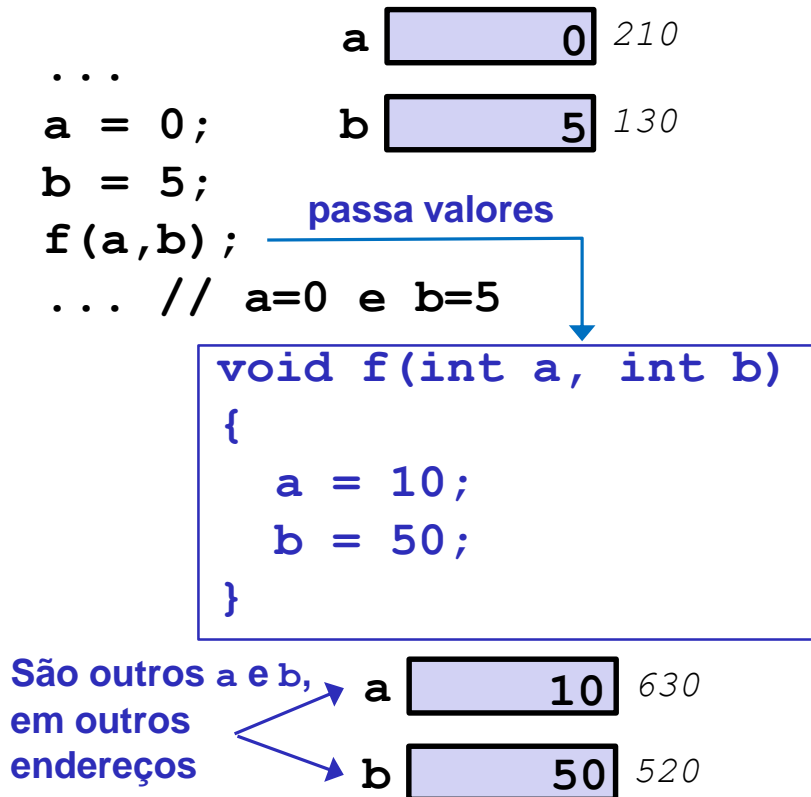 a 0 210
...
a = 0;
b 5 130
b = 5;
passa valores
f(a,b);
... // a=0 e b=5
void f(int a, int b)
{
a = 10;
b = 50;
}
São outros a e b,
em outros
endereços
a 10 630
b 50 520